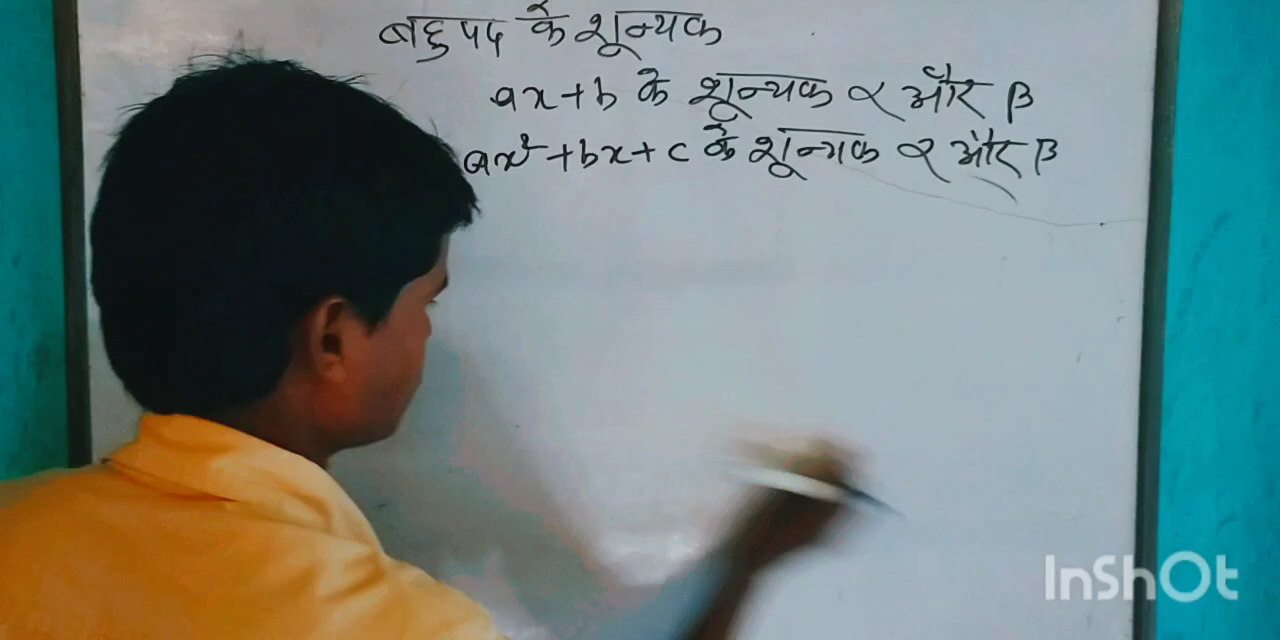 बहुपद के शून्यक
ax+b के शून्यक α और β
ax²+bx+c के शून्यक α और β
InShOt